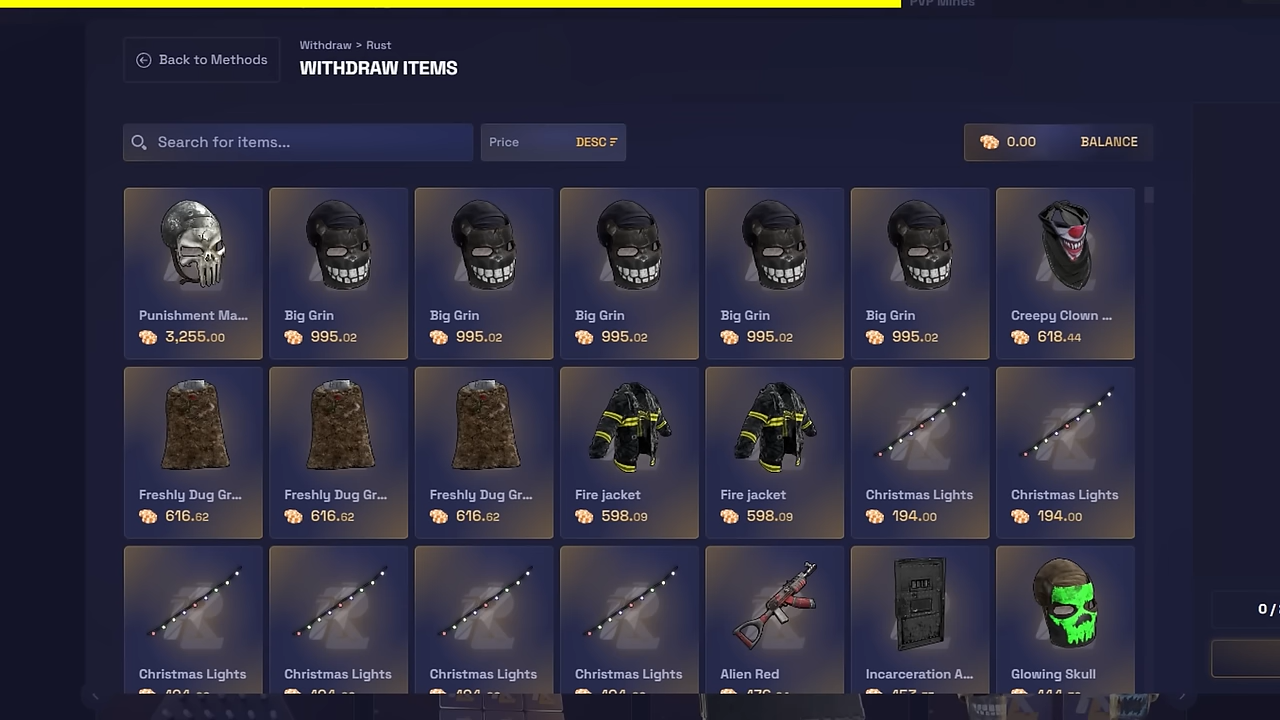 PvP Mines
Back to Methods
Withdraw > Rust
WITHDRAW ITEMS
Search for items...
Price DESC
0.00 BALANCE
Punishment Ma... Big Grin Big Grin Big Grin Big Grin Big Grin Creepy Clown ...
3,255.00 995.02 995.02 995.02 995.02 995.02 618.44
Freshly Dug Gr... Freshly Dug Gr... Freshly Dug Gr... Fire jacket Fire jacket Christmas Lights Christmas Lights
616.62 616.62 616.62 598.09 598.09 194.00 194.00
0/
Christmas Lights Christmas Lights Christmas Lights Christmas Lights Alien Red Incarceration A... Glowing Skull